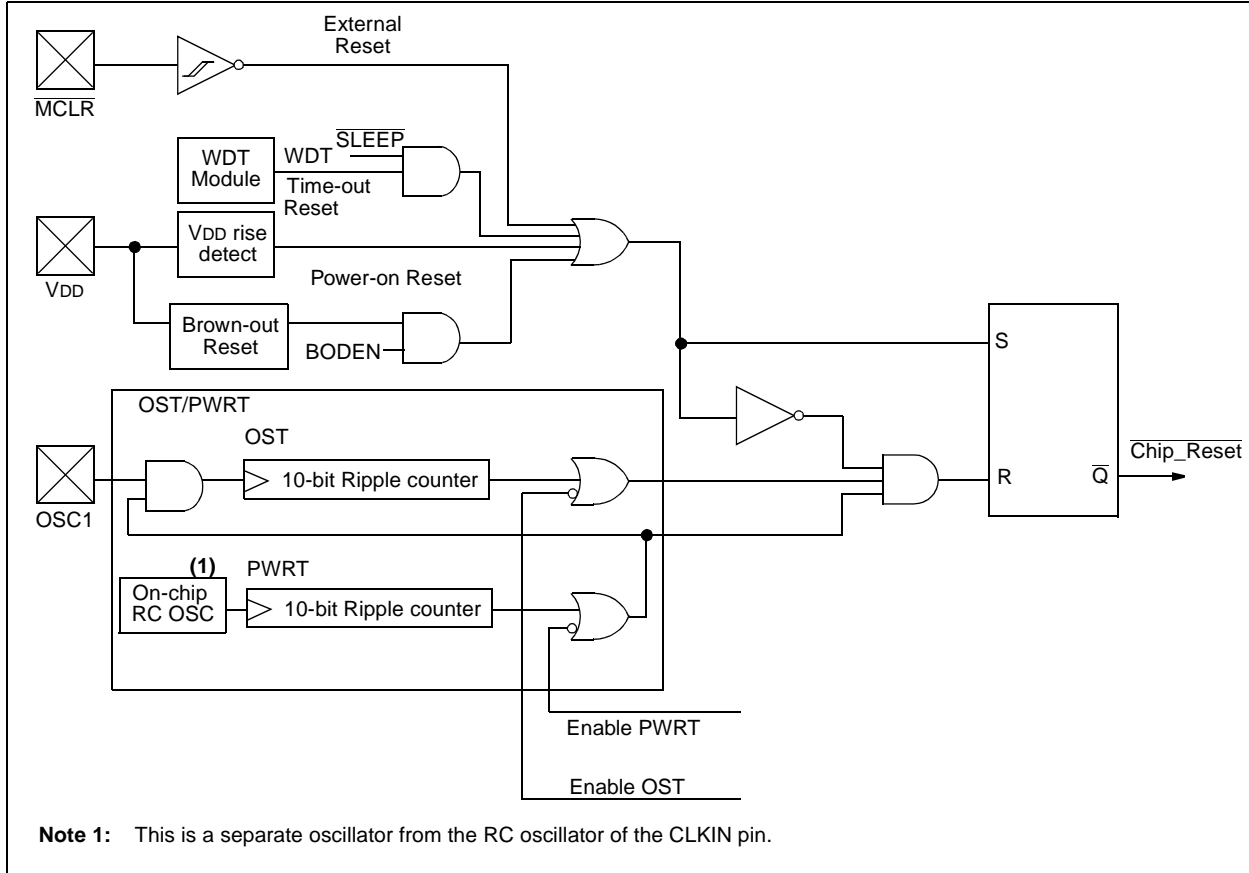 External
Reset
MCLR
SLEEP
WDT
Module
WDT
Time-out
Reset
VDD rise
detect
VDD
Power-on Reset
Brown-out
Reset
BODEN
S
OST/PWRT
OST
10-bit Ripple counter
OSC1
R
Q
Chip_Reset
(1)
PWRT
On-chip
RC OSC
10-bit Ripple counter
Enable PWRT
Enable OST
Note 1: This is a separate oscillator from the RC oscillator of the CLKIN pin.